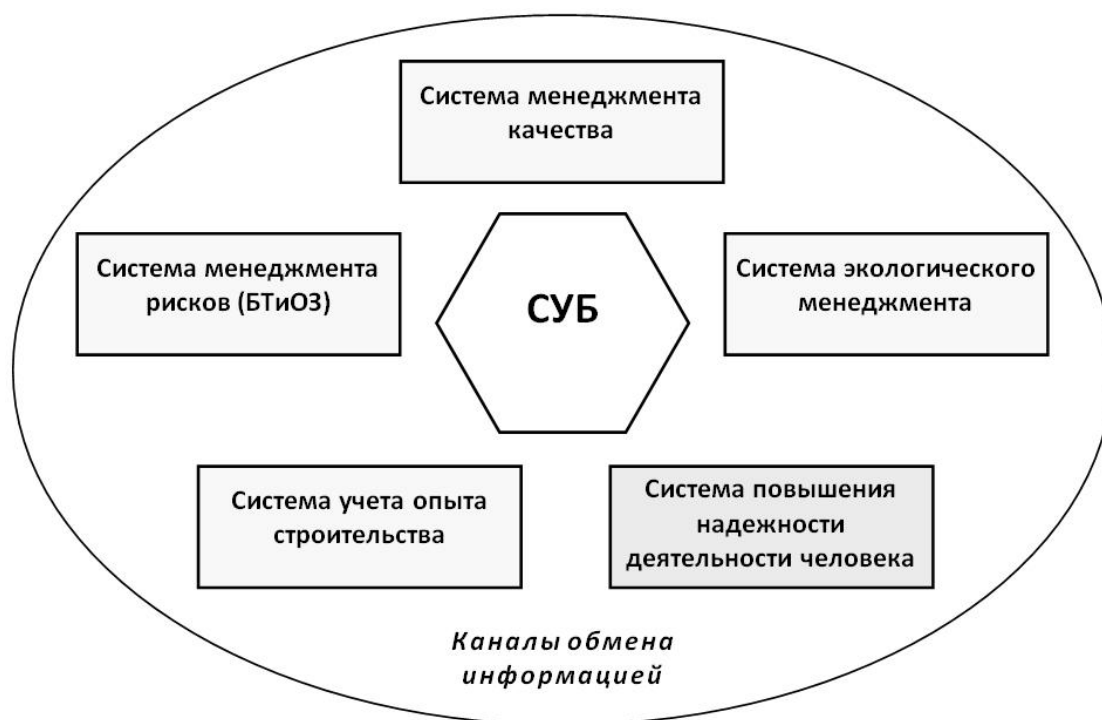 Система менеджмента
качества
Система менеджмента
рисков (БТиОЗ)
СУБ
Система экологического
менеджмента
Система учета опыта
строительства
Система повышения
надежности
деятельности человека
Каналы обмена
информацией